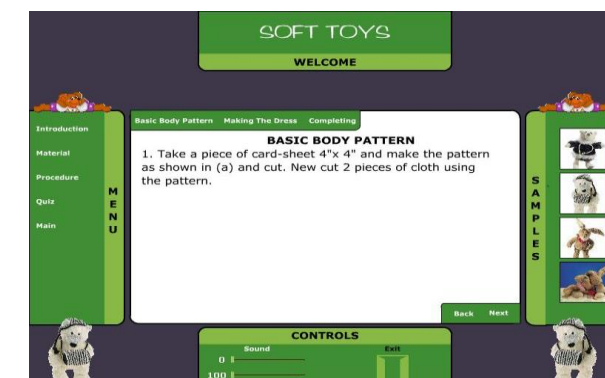 SOFT TOYS
WELCOME
Introduction
Material
Procedure
Quiz
Main
MENU
Basic Body Pattern Making The Dress Completing
BASIC BODY PATTERN
1. Take a piece of card-sheet 4"x 4" and make the pattern
as shown in (a) and cut. New cut 2 pieces of cloth using
the pattern.
Back Next
SAMPLES
CONTROLS
Sound Exit
0
100